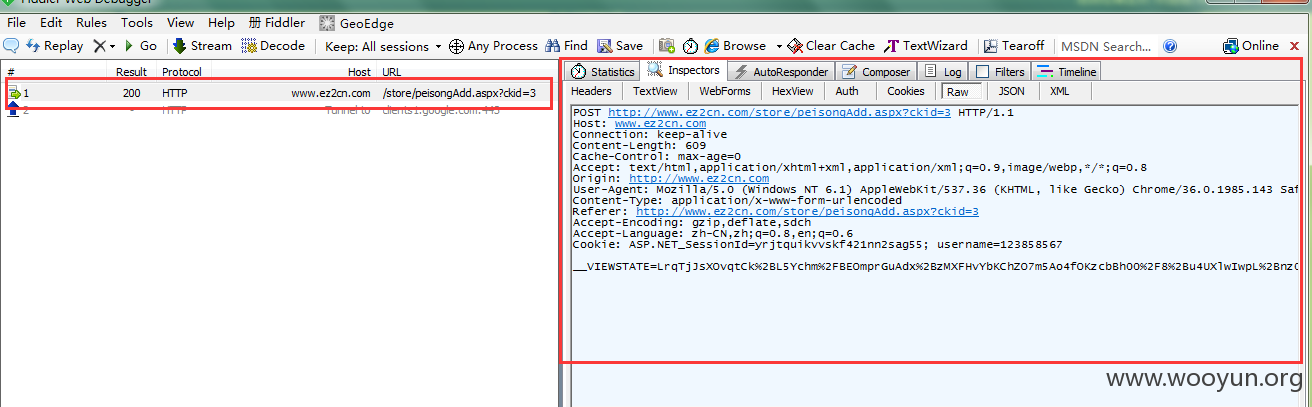 Fiddler Web Debugger
File Edit Rules Tools View Help 册 Fiddler GeoEdge
Replay Go Stream Decode Keep: All sessions Any Process Find Save Browse Clear Cache TextWizard Tearoff MSDN Search... Online
# Result Protocol Host URL
1 200 HTTP www.ez2cn.com /store/peisongAdd.aspx?ckid=3
2 - HTTP Tunnel to clients1.google.com:443
Statistics Inspectors AutoResponder Composer Log Filters Timeline
Headers TextView WebForms HexView Auth Cookies Raw JSON XML
POST http://www.ez2cn.com/store/peisongAdd.aspx?ckid=3 HTTP/1.1
Host: www.ez2cn.com
Connection: keep-alive
Content-Length: 609
Cache-Control: max-age=0
Accept: text/html,application/xhtml+xml,application/xml;q=0.9,image/webp,*/*;q=0.8
Origin: http://www.ez2cn.com
User-Agent: Mozilla/5.0 (Windows NT 6.1) AppleWebKit/537.36 (KHTML, like Gecko) Chrome/36.0.1985.143 Saf
Content-Type: application/x-www-form-urlencoded
Referer: http://www.ez2cn.com/store/peisongAdd.aspx?ckid=3
Accept-Encoding: gzip,deflate,sdch
Accept-Language: zh-CN,zh;q=0.8,en;q=0.6
Cookie: ASP.NET_SessionId=yrjtquikvvskf421nn2sag55; username=123858567
__VIEWSTATE=LrqTjJsXOvqtCk%2BL5Ychm%2FBEOmprGuAdx%2BzMXFHvYbKChZO7m5Ao4fOKzcbBhOO%2F8%2Bu4UXlwIwpL%2Bnz
www.wooyun.org